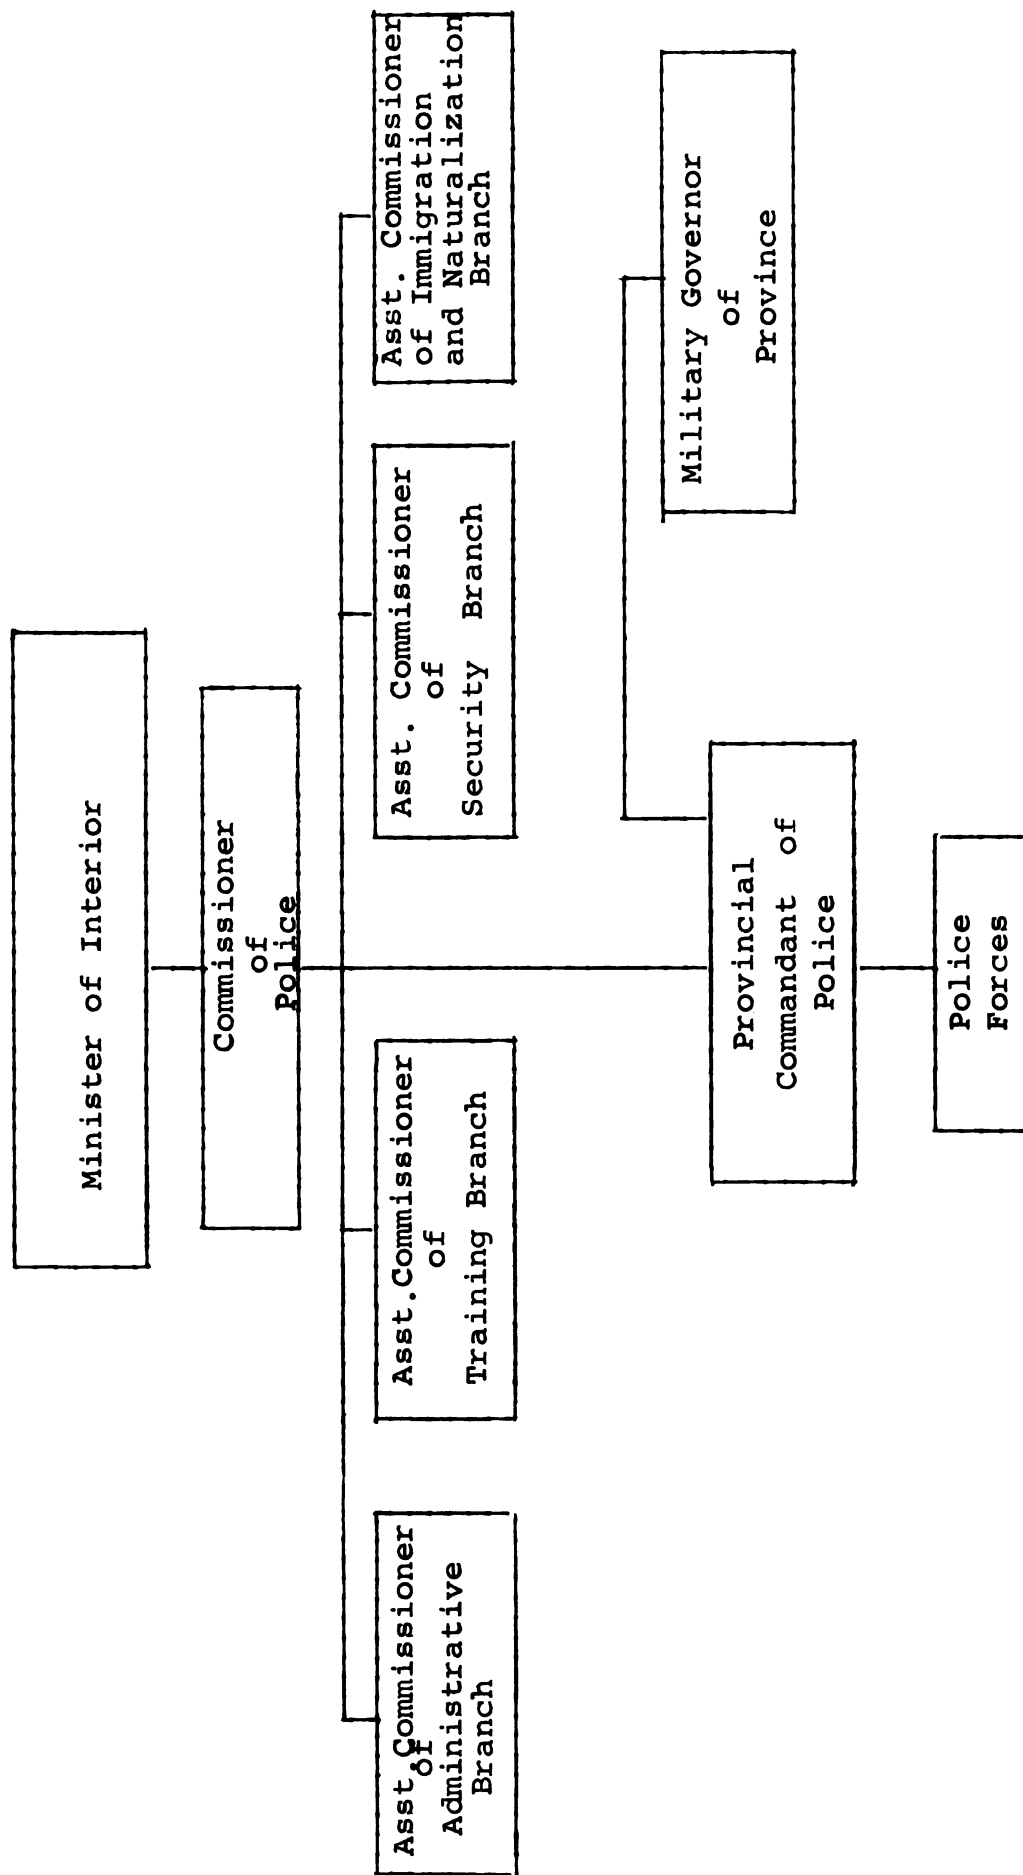 Minister of Interior
Commissioner
of
Police
Asst.Commissioner
of
Administrative
Branch
Asst.Commissioner
of
Training Branch
Asst. Commissioner
of
Security Branch
Asst. Commissioner
of Immigration
and Naturalization
Branch
Provincial
Commandant of
Police
Military Governor
of
Province
Police
Forces